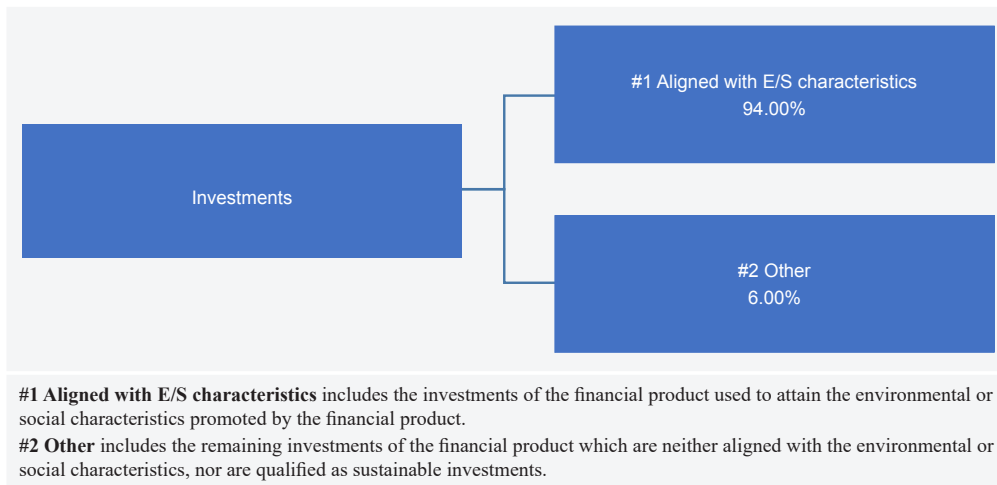 Investments
#1 Aligned with E/S characteristics
94.00%
#2 Other
6.00%
#1 Aligned with E/S characteristics includes the investments of the financial product used to attain the environmental or
social characteristics promoted by the financial product.
#2 Other includes the remaining investments of the financial product which are neither aligned with the environmental or
social characteristics, nor are qualified as sustainable investments.